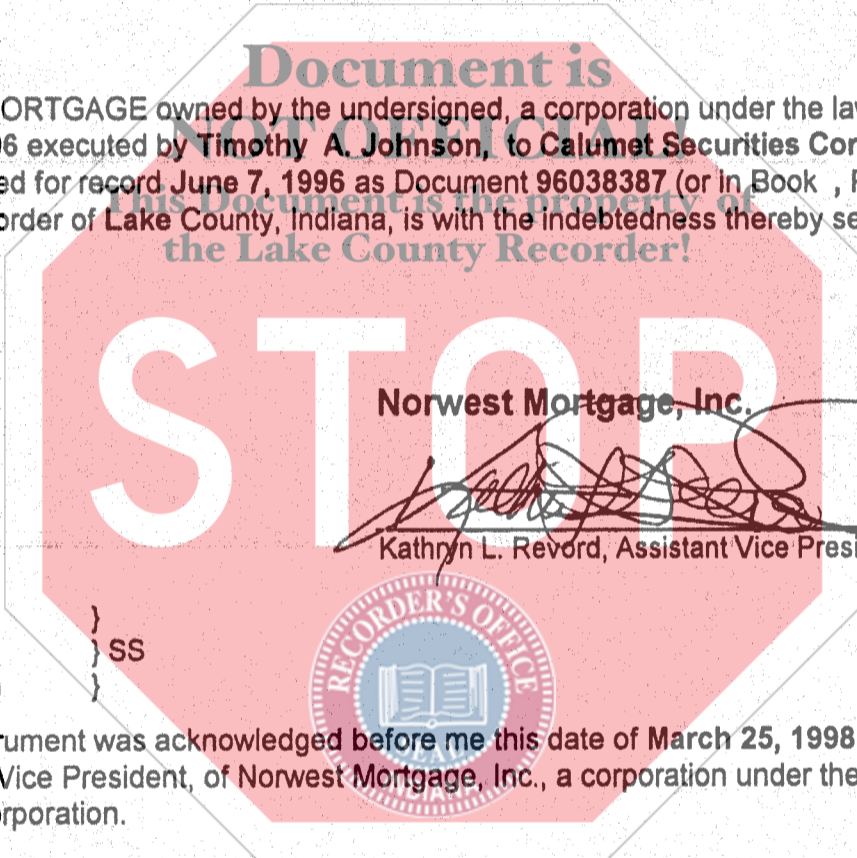 Document is
ORTGAGE owned by the undersigned, a corporation under the la
NOT OFFICIAL!
6 executed by Timothy A. Johnson, to Calumet Securities Cor
ed for record June 7, 1996 as Document 96038387 (or in Book , 
This Document is the property of
order of Lake County, Indiana, is with the indebtedness thereby se
the Lake County Recorder!
STOP
Norwest Mortgage, Inc.
Kathryn L. Revord, Assistant Vice Presi
}
} SS
}
RECORDER'S OFFICE
LAKE
INDIANA
rument was acknowledged before me this date of March 25, 1998
Vice President, of Norwest Mortgage, Inc., a corporation under the
rporation.